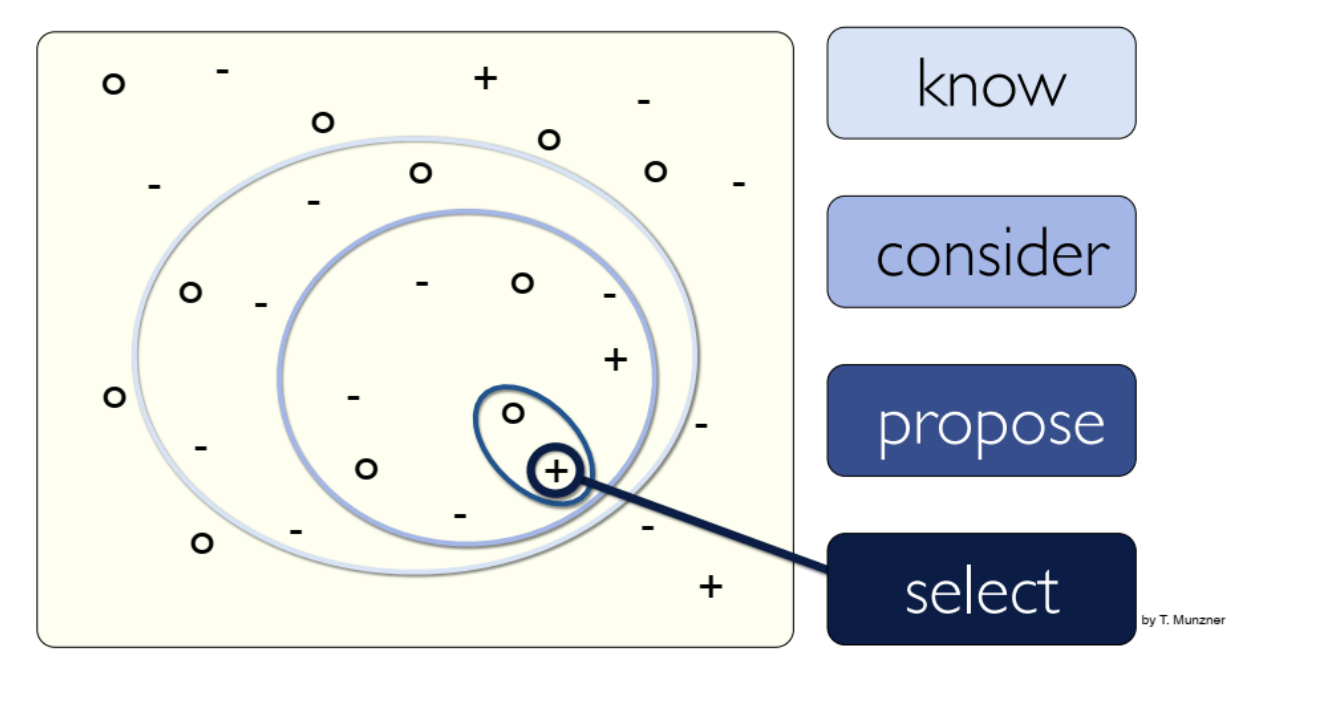 know
consider
propose
select
by T. Munzner